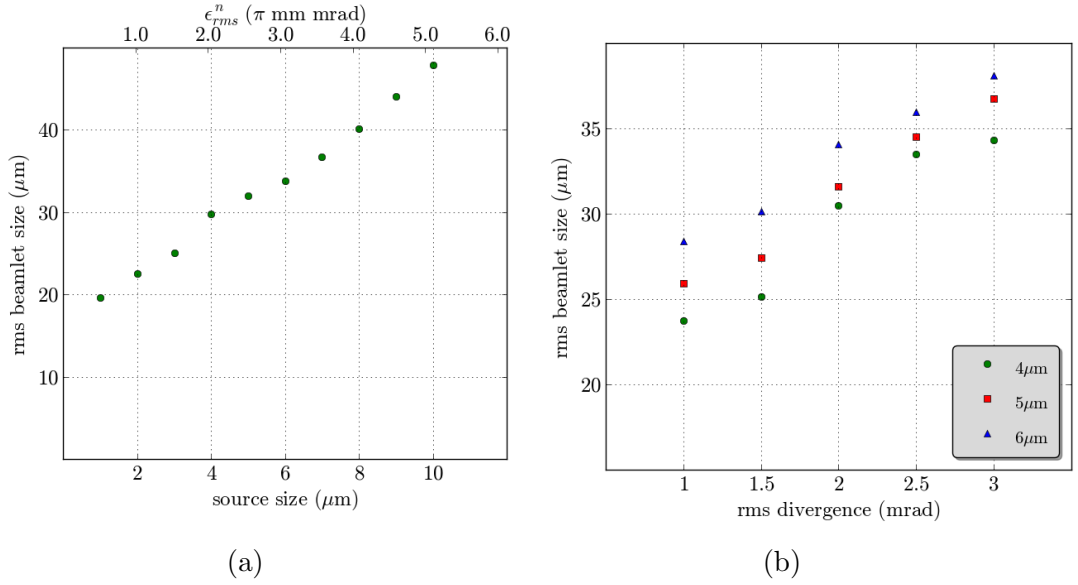 ϵⁿᵣₘₛ (π mm mrad)
1.0 2.0 3.0 4.0 5.0 6.0
rms beamlet size (μm)
40
30
20
10
2 4 6 8 10
source size (μm)
(a)
rms beamlet size (μm)
35
30
25
20
4μm
5μm
6μm
1 1.5 2 2.5 3
rms divergence (mrad)
(b)